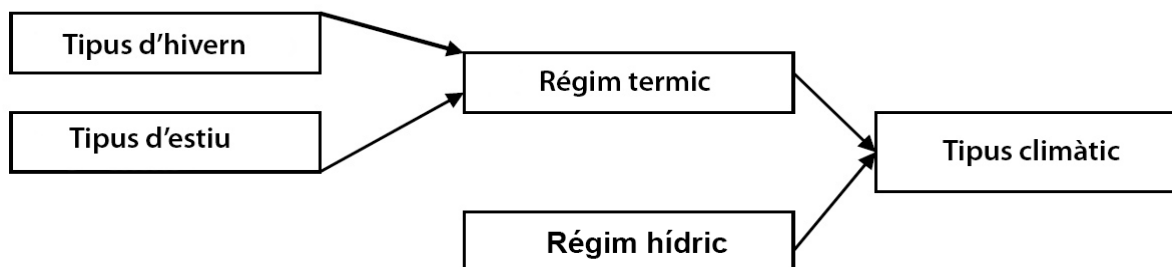 Tipus d'hivern
Tipus d'estiu
Régim termic
Régim hídric
Tipus climàtic